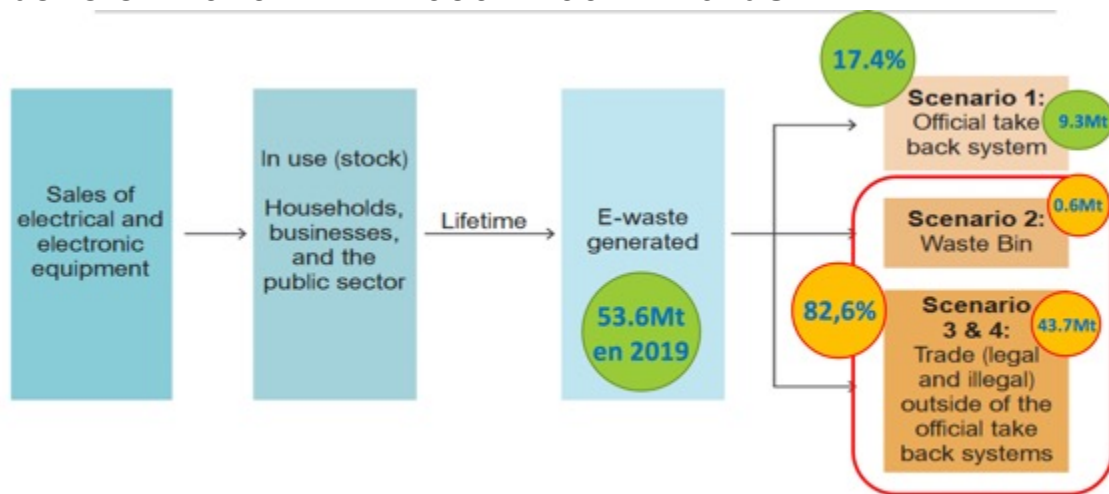 Sales of
electrical and
electronic
equipment
In use (stock)
Households,
businesses,
and the
public sector
Lifetime
E-waste
generated
53.6Mt
en 2019
17.4%
Scenario 1:
Official take
back system
9.3Mt
82,6%
Scenario 2:
Waste Bin
0.6Mt
Scenario
3 & 4:
Trade (legal
and illegal)
outside of the
official take
back systems
43.7Mt